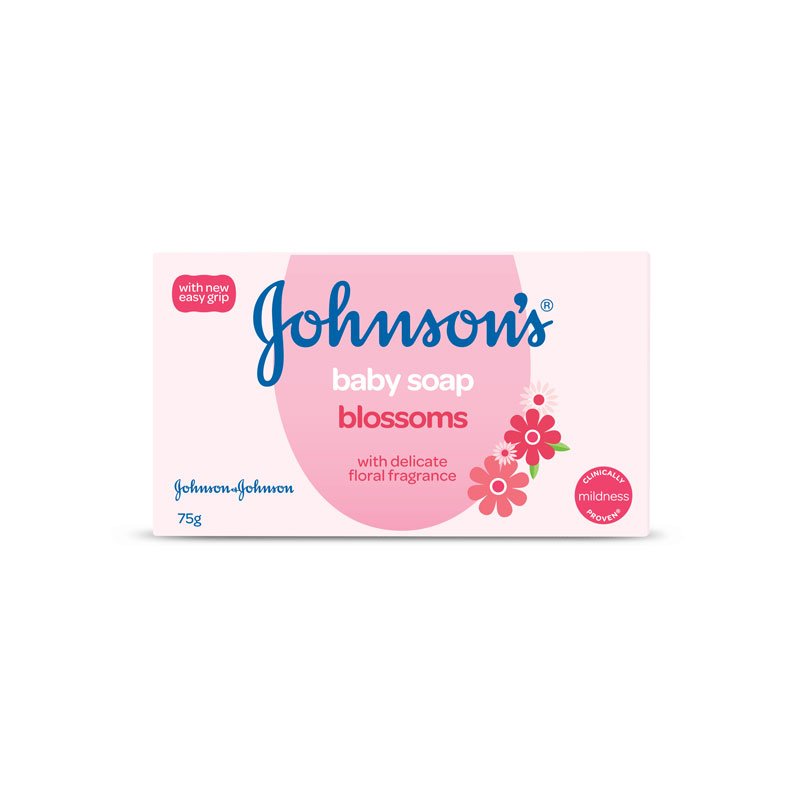 with new
easy grip
Johnson's®
baby soap
blossoms
with delicate
floral fragrance
Johnson & Johnson
75g
CLINICALLY
mildness
PROVEN®